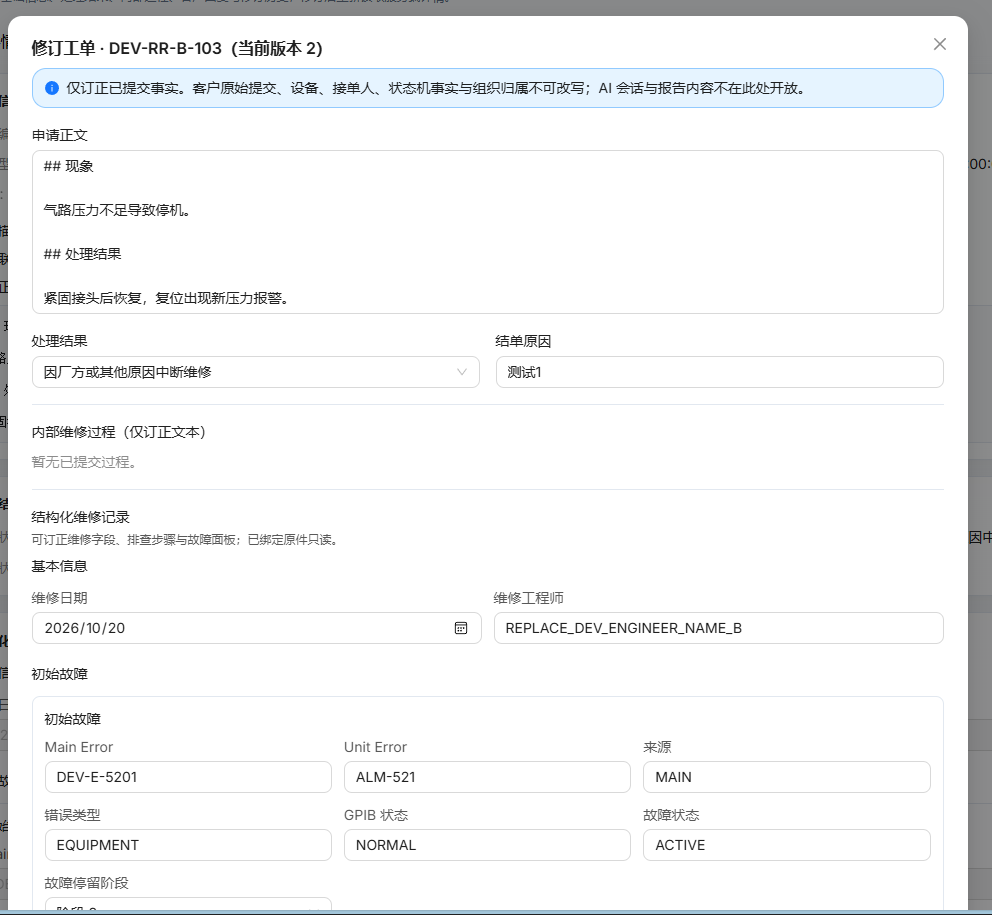 修订工单 · DEV-RR-B-103（当前版本 2）
仅订正已提交事实。客户原始提交、设备、接单人、状态机事实与组织归属不可改写；AI 会话与报告内容不在此处开放。
申请正文
## 现象
气路压力不足导致停机。
## 处理结果
紧固接头后恢复，复位出现新压力报警。
处理结果
结单原因
因厂方或其他原因中断维修
测试1
内部维修过程（仅订正文本）
暂无已提交过程。
结构化维修记录
可订正维修字段、排查步骤与故障面板；已绑定原件只读。
基本信息
维修日期
维修工程师
2026/10/20
REPLACE_DEV_ENGINEER_NAME_B
初始故障
初始故障
Main Error
Unit Error
来源
DEV-E-5201
ALM-521
MAIN
错误类型
GPIB 状态
故障状态
EQUIPMENT
NORMAL
ACTIVE
故障停留阶段
00:
因中